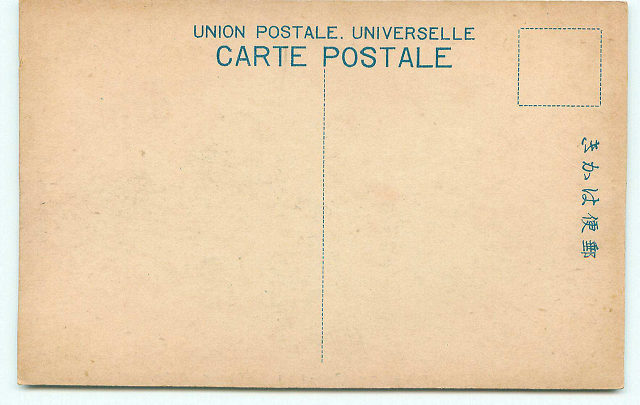 UNION POSTALE. UNIVERSELLE
CARTE POSTALE
郵便はかき